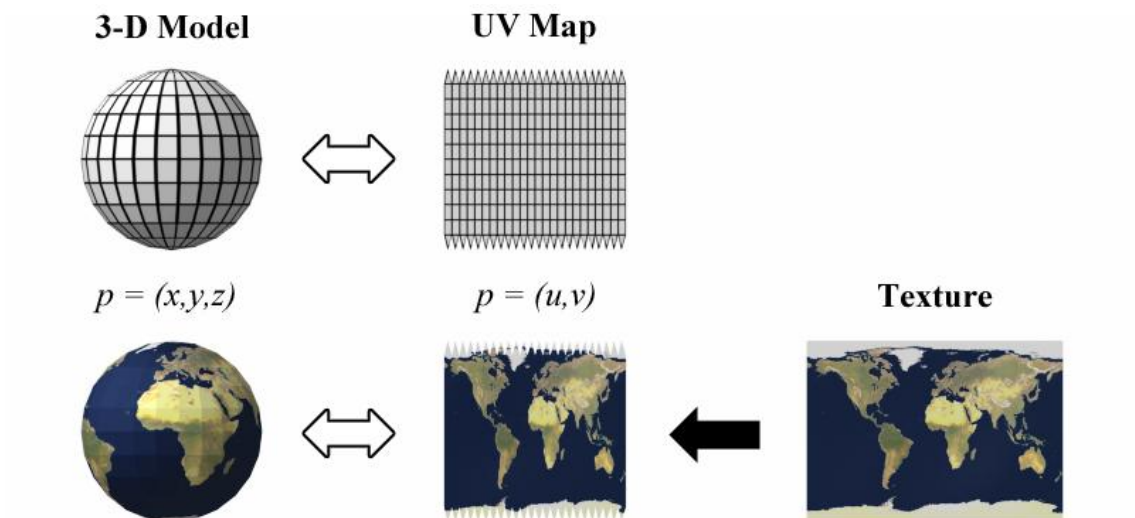 3-D Model
UV Map
p = (x,y,z)
p = (u,v)
Texture